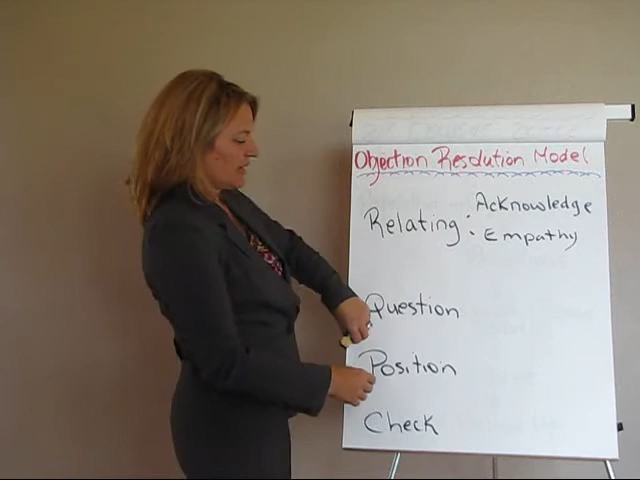 Objection Resolution Model
Relating: Acknowledge
: Empathy
Question
Position
Check